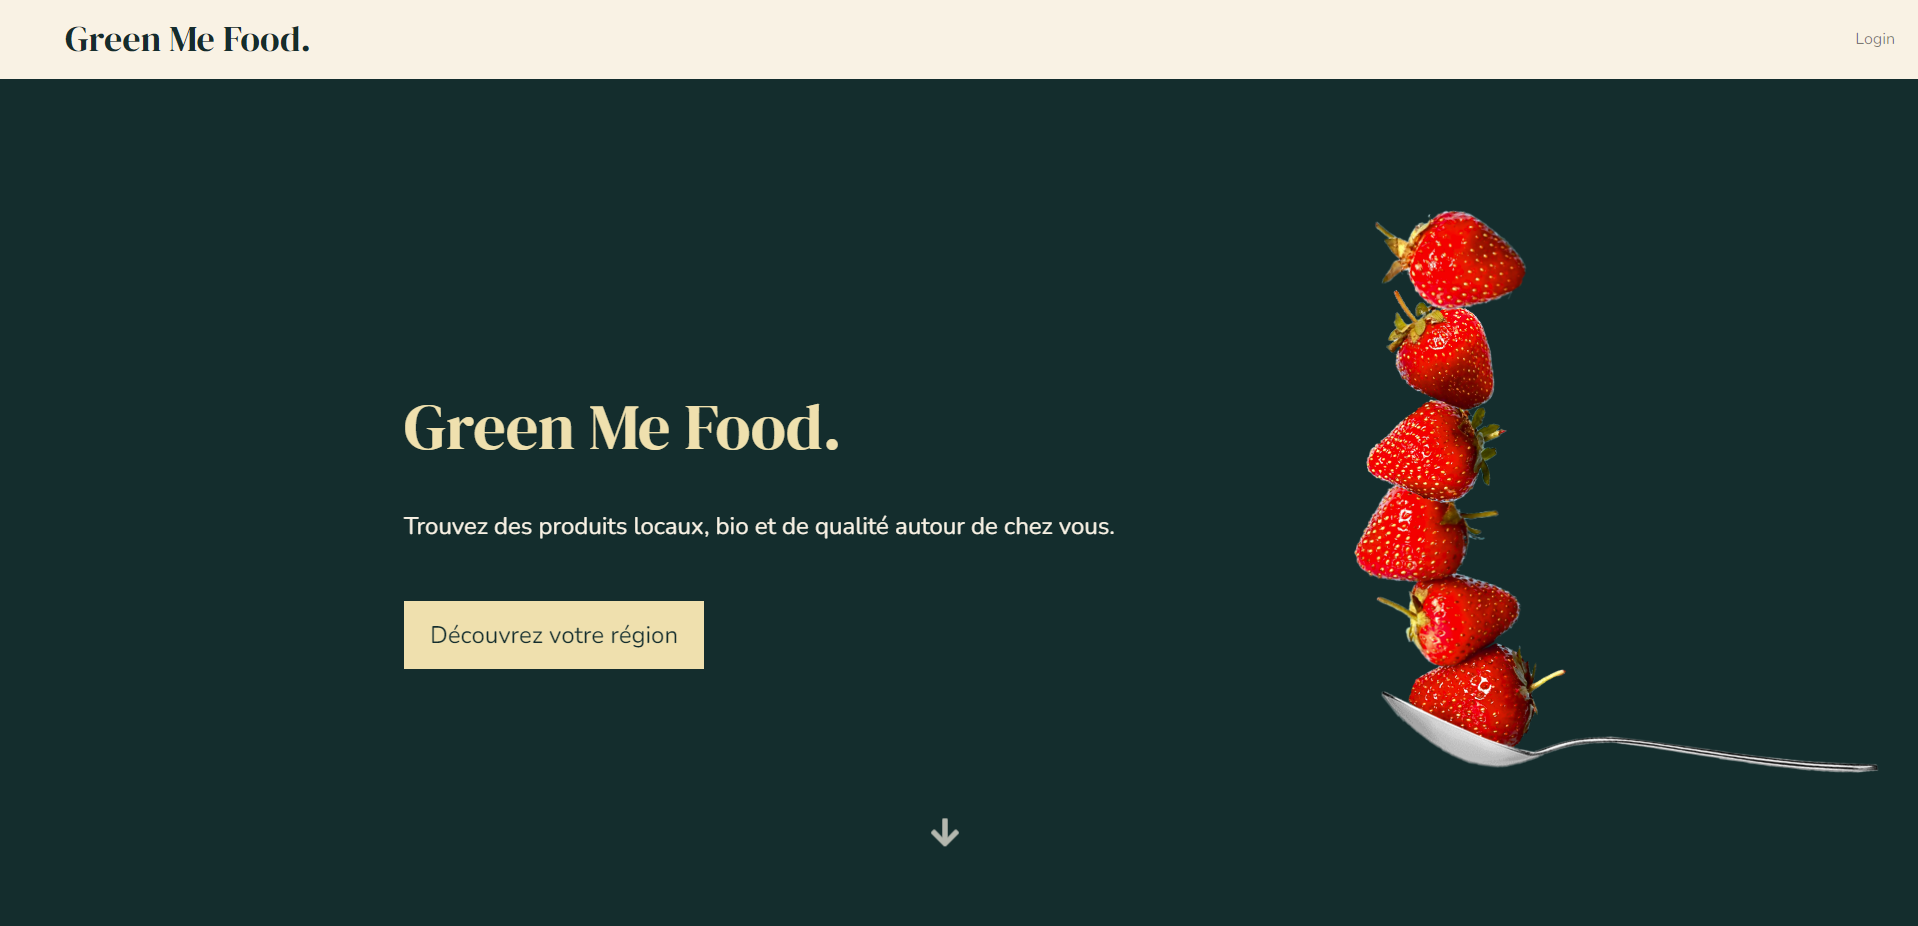 Green Me Food.
Login
Green Me Food.
Trouvez des produits locaux, bio et de qualité autour de chez vous.
Découvrez votre région